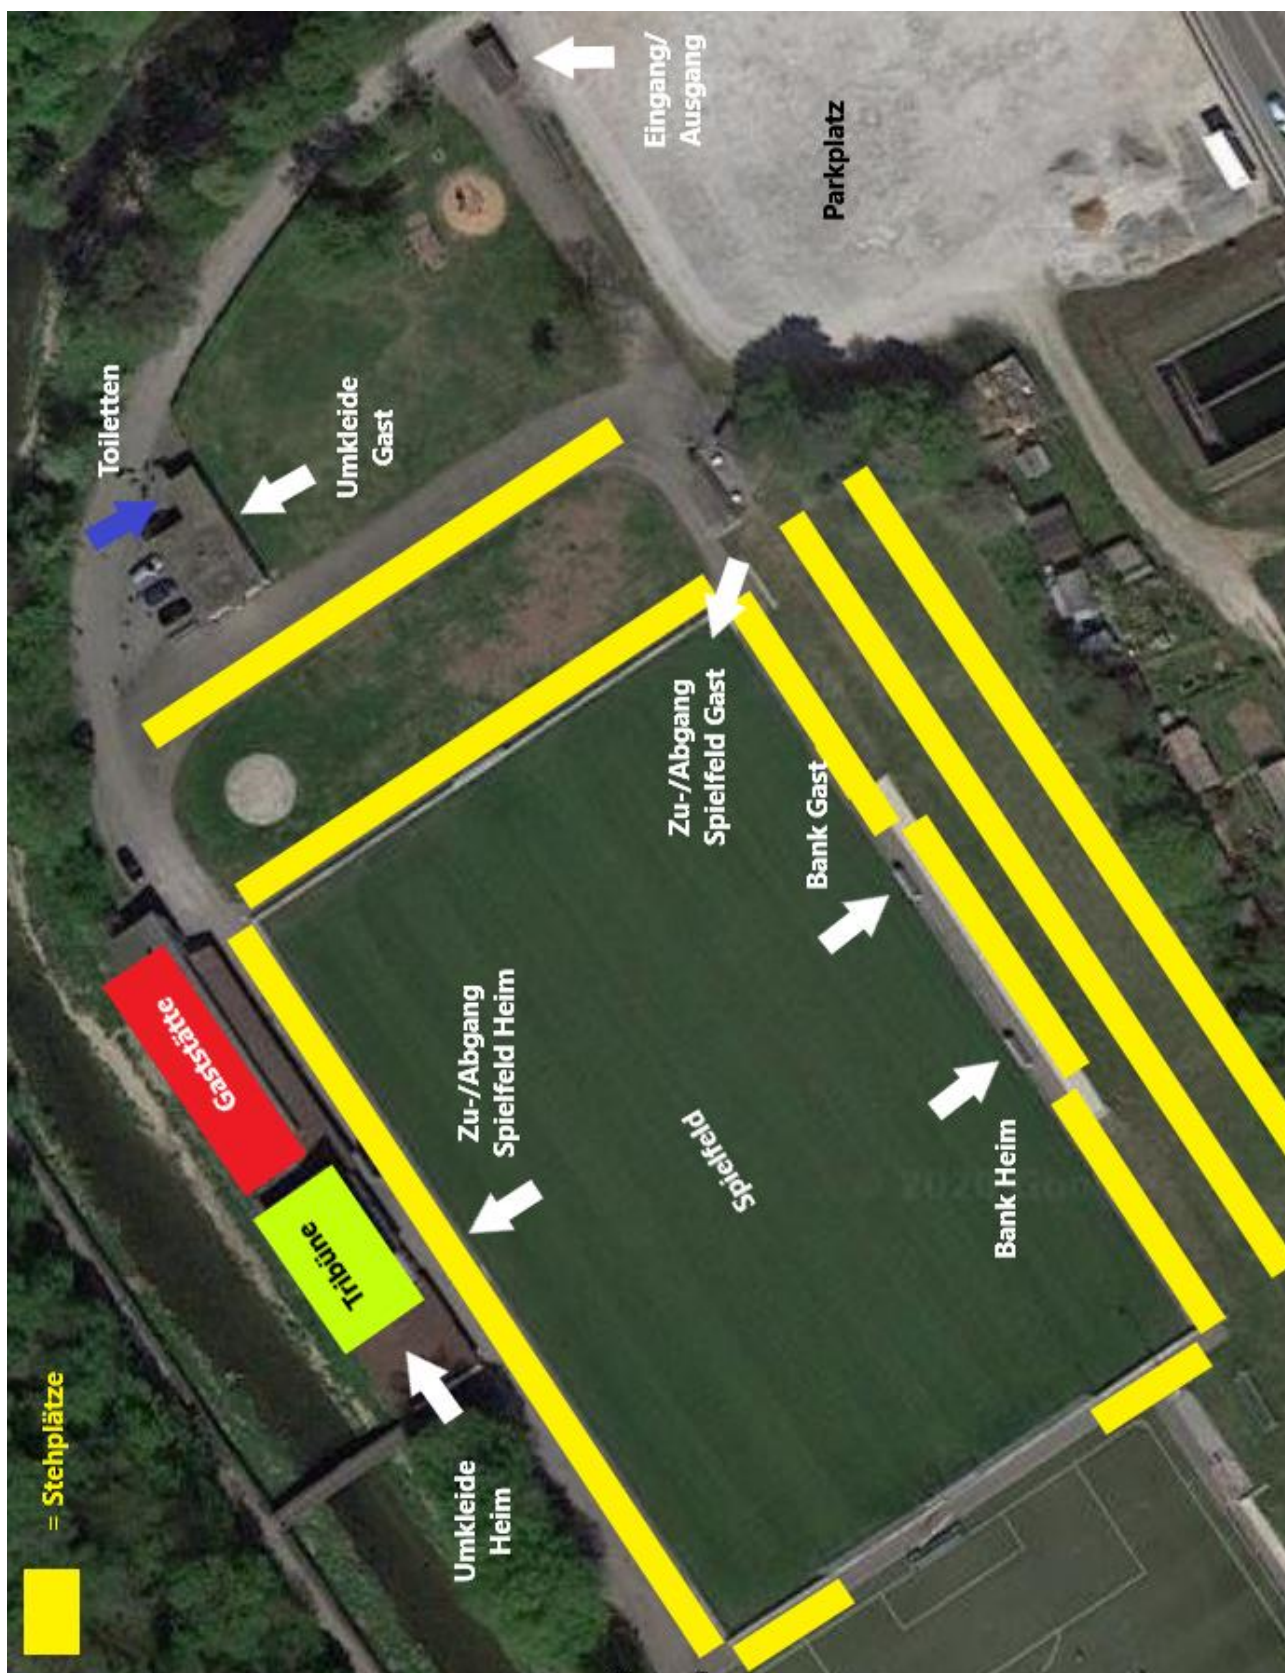 = Stehplätze
Toiletten
Umkleide
Gast
Eingang/
Ausgang
Parkplatz
Gaststätte
Tribüne
Umkleide
Heim
Zu-/Abgang
Spielfeld Heim
Zu-/Abgang
Spielfeld Gast
Bank Gast
Spielfeld
Bank Heim